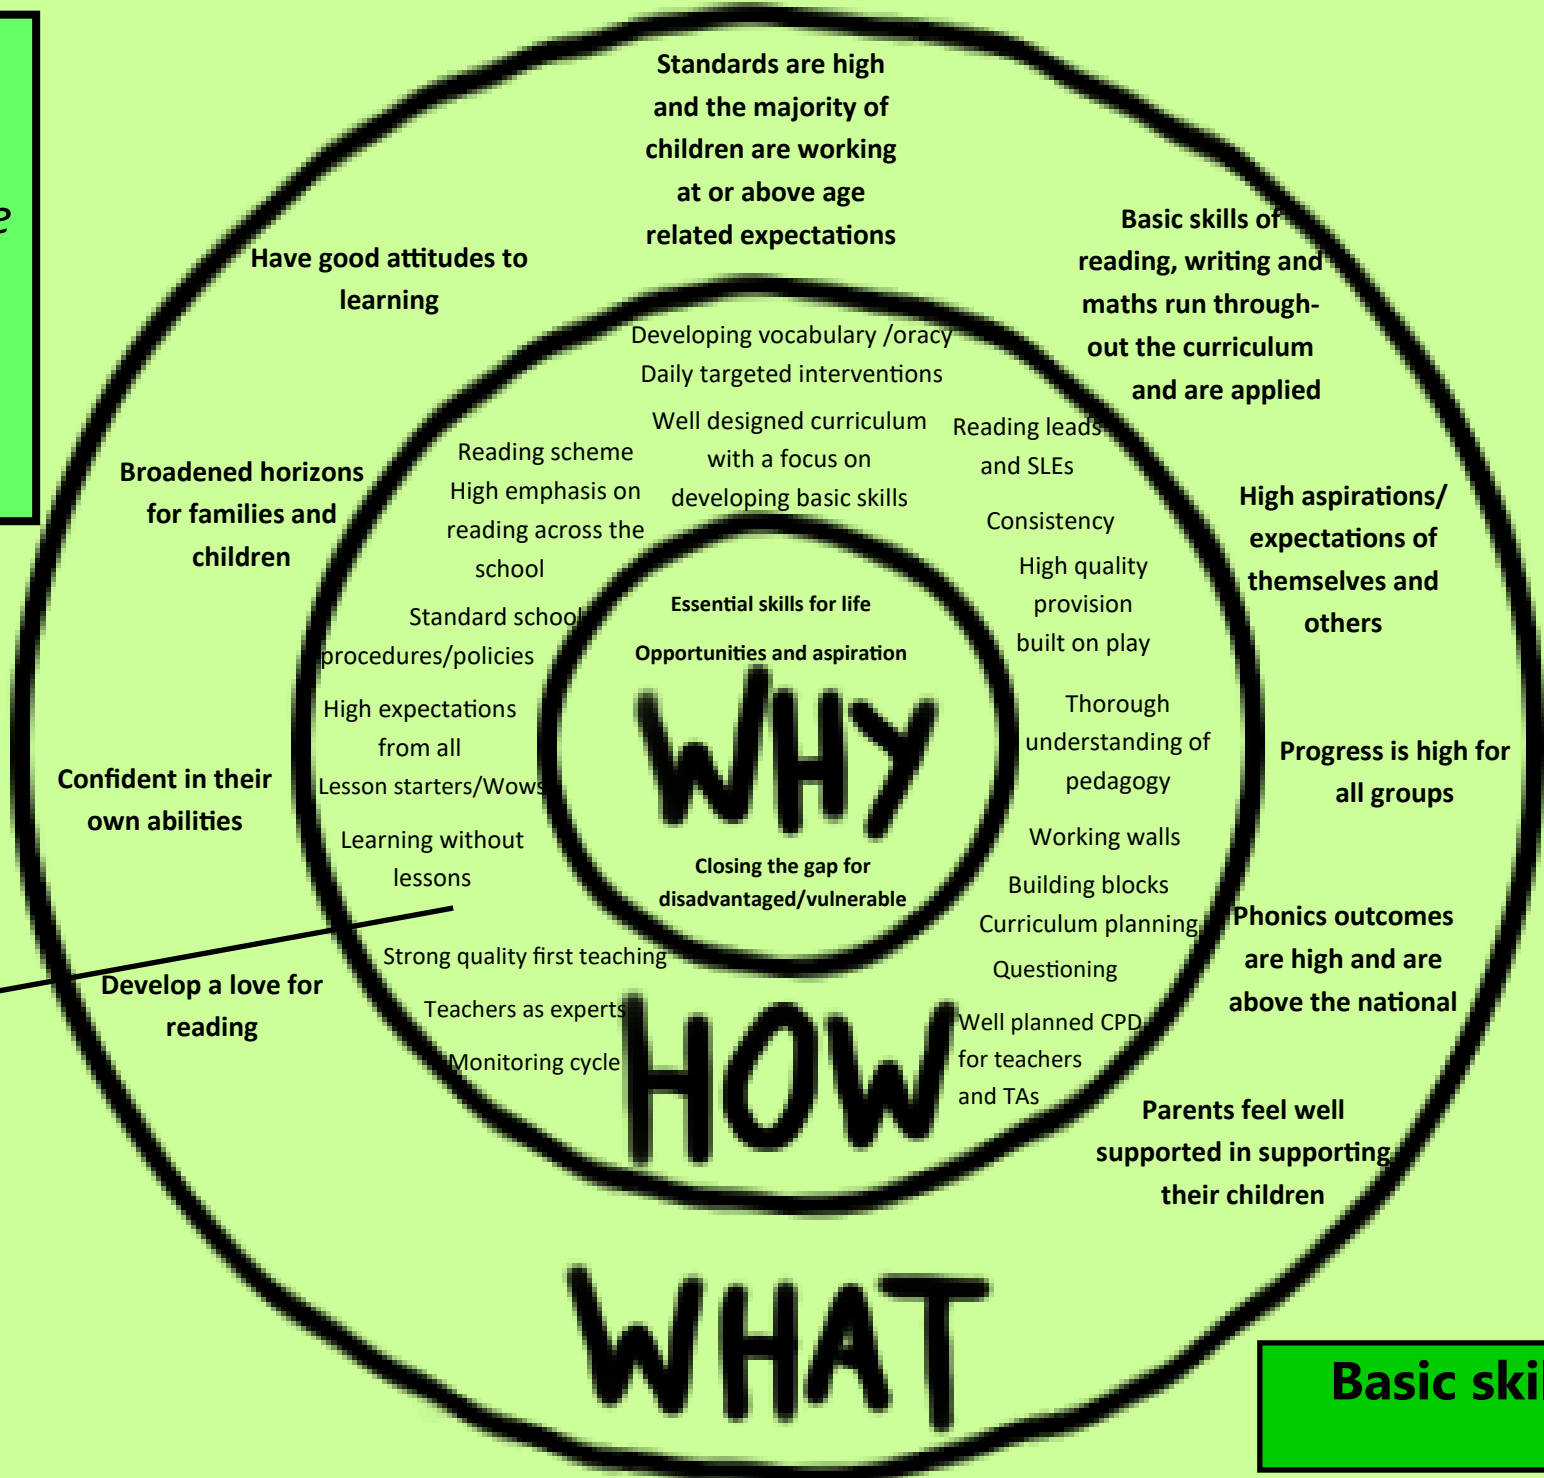 e
Standards are high
and the majority of
children are working
at or above age
related expectations
Have good attitudes to
learning
Basic skills of
reading, writing and
maths run through-
out the curriculum
and are applied
Broadened horizons
for families and
children
High aspirations/
expectations of
themselves and
others
Confident in their
own abilities
Progress is high for
all groups
Develop a love for
reading
Phonics outcomes
are high and are
above the national
Parents feel well
supported in supporting
their children
Developing vocabulary /oracy
Daily targeted interventions
Well designed curriculum
with a focus on
developing basic skills
Reading scheme
High emphasis on
reading across the
school
Reading leads
and SLEs
Consistency
High quality
provision
built on play
Standard school
procedures/policies
High expectations
from all
Lesson starters/Wows
Learning without
lessons
Thorough
understanding of
pedagogy
Working walls
Building blocks
Curriculum planning
Questioning
Strong quality first teaching
Teachers as experts
Monitoring cycle
Well planned CPD
for teachers
and TAs
Essential skills for life
Opportunities and aspiration
WHY
Closing the gap for
disadvantaged/vulnerable
HOW
WHAT
Basic ski